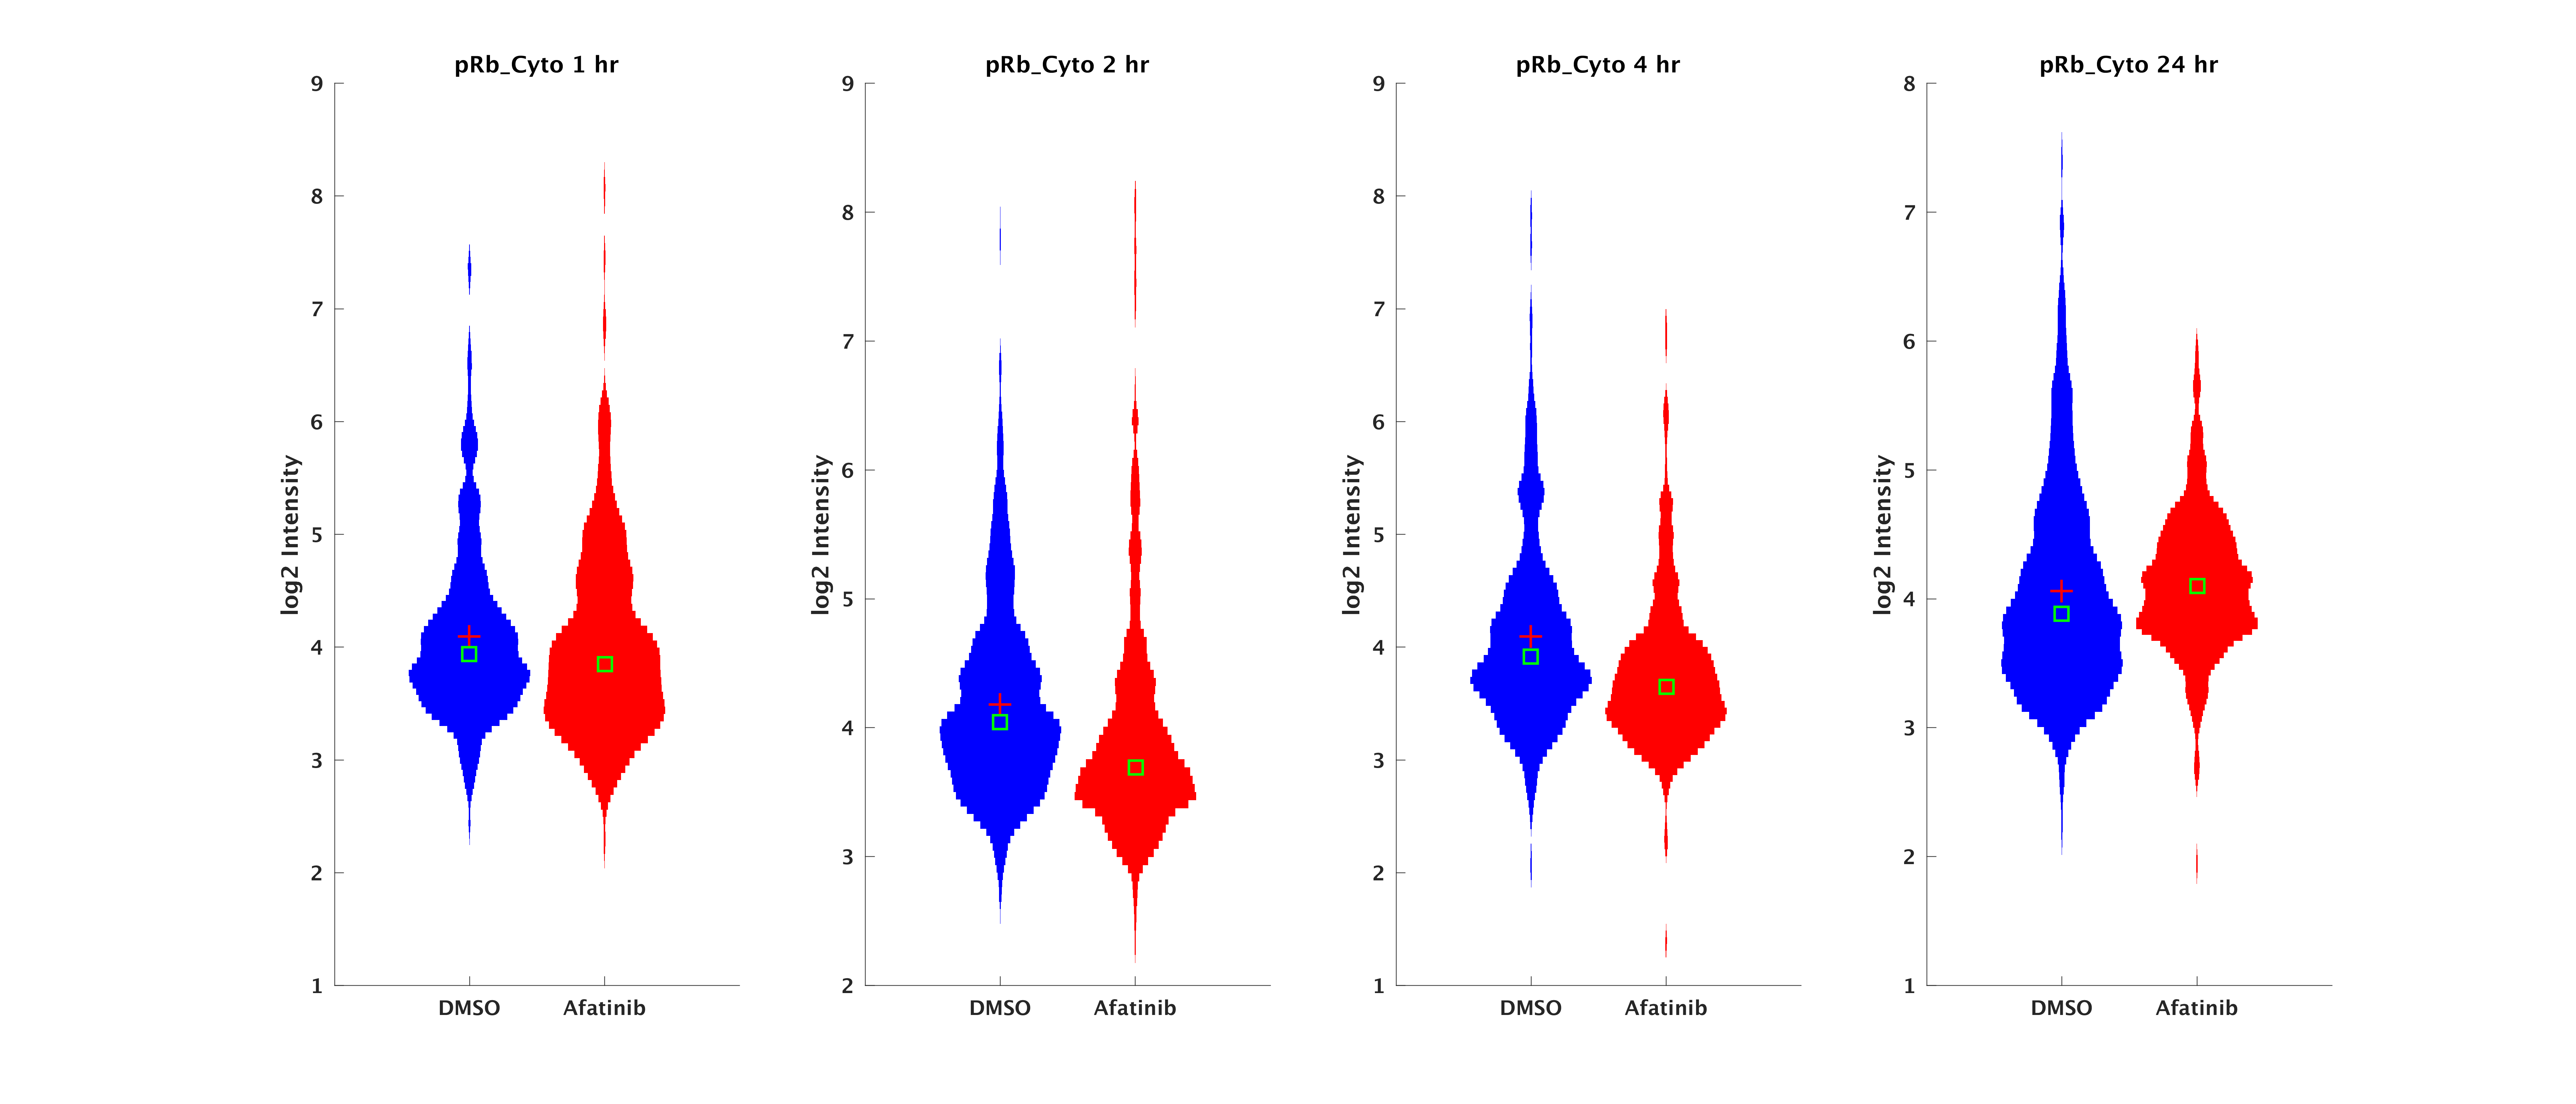 pRb_Cyto 1 hr
log2 Intensity
9
8
7
6
5
4
3
2
1
DMSO Afatinib
pRb_Cyto 2 hr
log2 Intensity
9
8
7
6
5
4
3
2
DMSO Afatinib
pRb_Cyto 4 hr
log2 Intensity
9
8
7
6
5
4
3
2
1
DMSO Afatinib
pRb_Cyto 24 hr
log2 Intensity
8
7
6
5
4
3
2
1
DMSO Afatinib